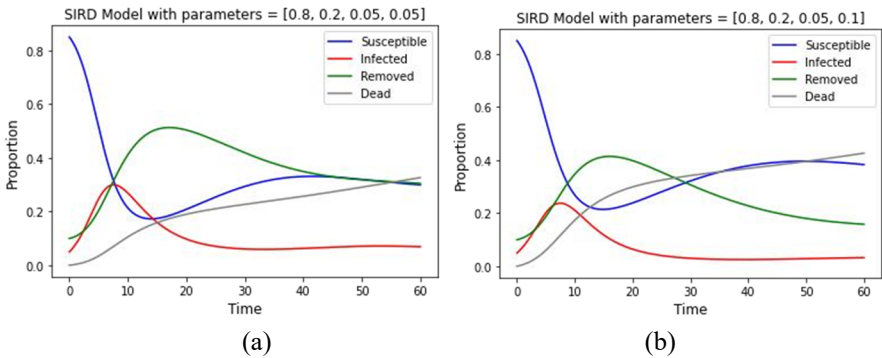 SIRD Model with parameters = [0.8, 0.2, 0.05, 0.05]
Proportion
0.8
0.6
0.4
0.2
0.0
Susceptible
Infected
Removed
Dead
0 10 20 30 40 50 60
Time
(a)
SIRD Model with parameters = [0.8, 0.2, 0.05, 0.1]
Proportion
0.8
0.6
0.4
0.2
0.0
Susceptible
Infected
Removed
Dead
0 10 20 30 40 50 60
Time
(b)